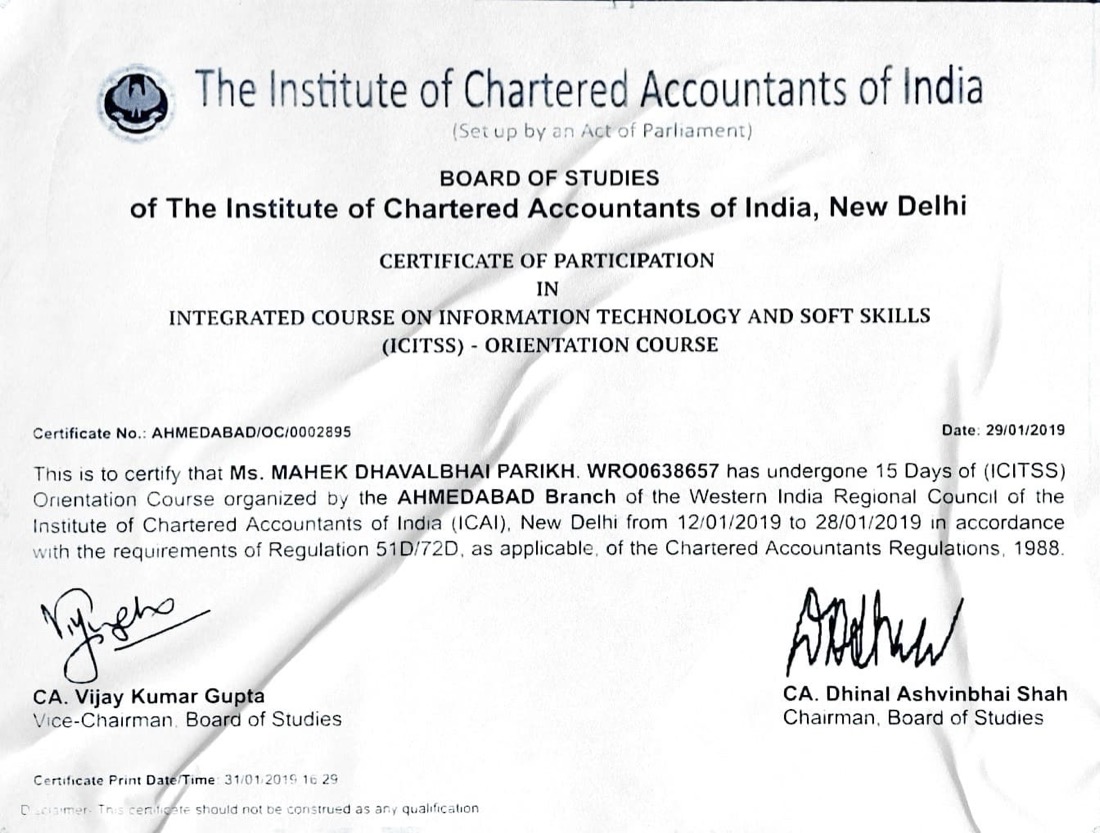 The Institute of Chartered Accountants of India
(Set up by an Act of Parliament)
BOARD OF STUDIES
of The Institute of Chartered Accountants of India, New Delhi
CERTIFICATE OF PARTICIPATION
IN
INTEGRATED COURSE ON INFORMATION TECHNOLOGY AND SOFT SKILLS
(ICITSS) - ORIENTATION COURSE
Certificate No.: AHMEDABAD/OC/0002895
Date: 29/01/2019
This is to certify that Ms. MAHEK DHAVALBHAI PARIKH. WRO0638657 has undergone 15 Days of (ICITSS)
Orientation Course organized by the AHMEDABAD Branch of the Western India Regional Council of the
Institute of Chartered Accountants of India (ICAI), New Delhi from 12/01/2019 to 28/01/2019 in accordance
with the requirements of Regulation 51D/72D, as applicable, of the Chartered Accountants Regulations, 1988.
CA. Vijay Kumar Gupta
Vice-Chairman, Board of Studies
CA. Dhinal Ashvinbhai Shah
Chairman, Board of Studies
Certificate Print Date/Time: 31/01/2019 16:29
Disclaimer- This certificate should not be construed as any qualification